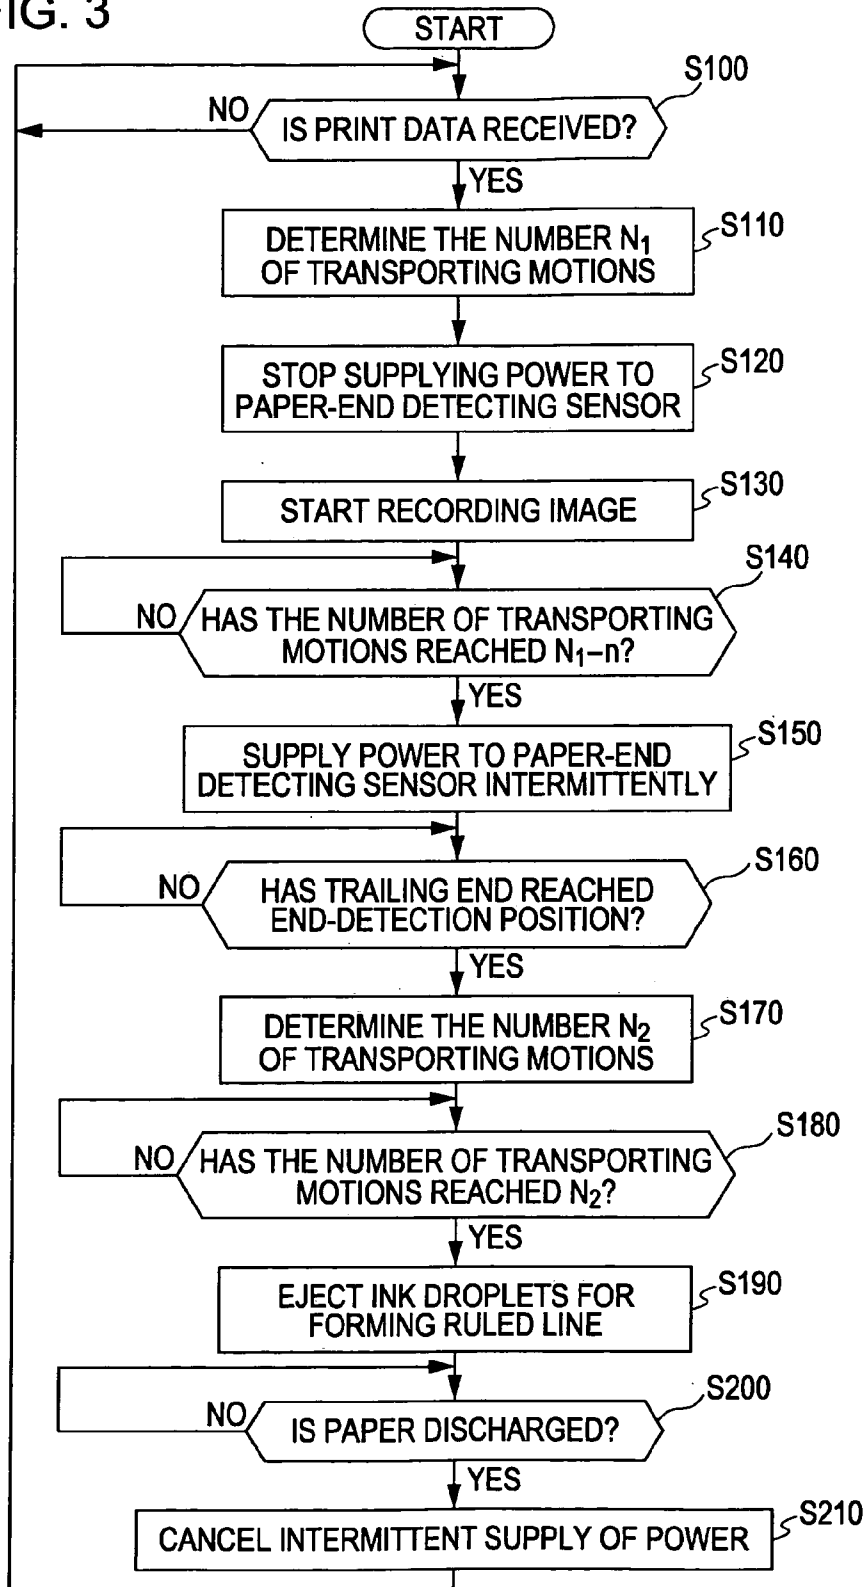 FIG. 3
START
S100
NO
IS PRINT DATA RECEIVED?
YES
S110
DETERMINE THE NUMBER N1
OF TRANSPORTING MOTIONS
S120
STOP SUPPLYING POWER TO
PAPER-END DETECTING SENSOR
S130
START RECORDING IMAGE
S140
NO
HAS THE NUMBER OF TRANSPORTING
MOTIONS REACHED N1–n?
YES
S150
SUPPLY POWER TO PAPER-END
DETECTING SENSOR INTERMITTENTLY
S160
NO
HAS TRAILING END REACHED
END-DETECTION POSITION?
YES
S170
DETERMINE THE NUMBER N2
OF TRANSPORTING MOTIONS
S180
NO
HAS THE NUMBER OF TRANSPORTING
MOTIONS REACHED N2?
YES
S190
EJECT INK DROPLETS FOR
FORMING RULED LINE
S200
NO
IS PAPER DISCHARGED?
YES
S210
CANCEL INTERMITTENT SUPPLY OF POWER